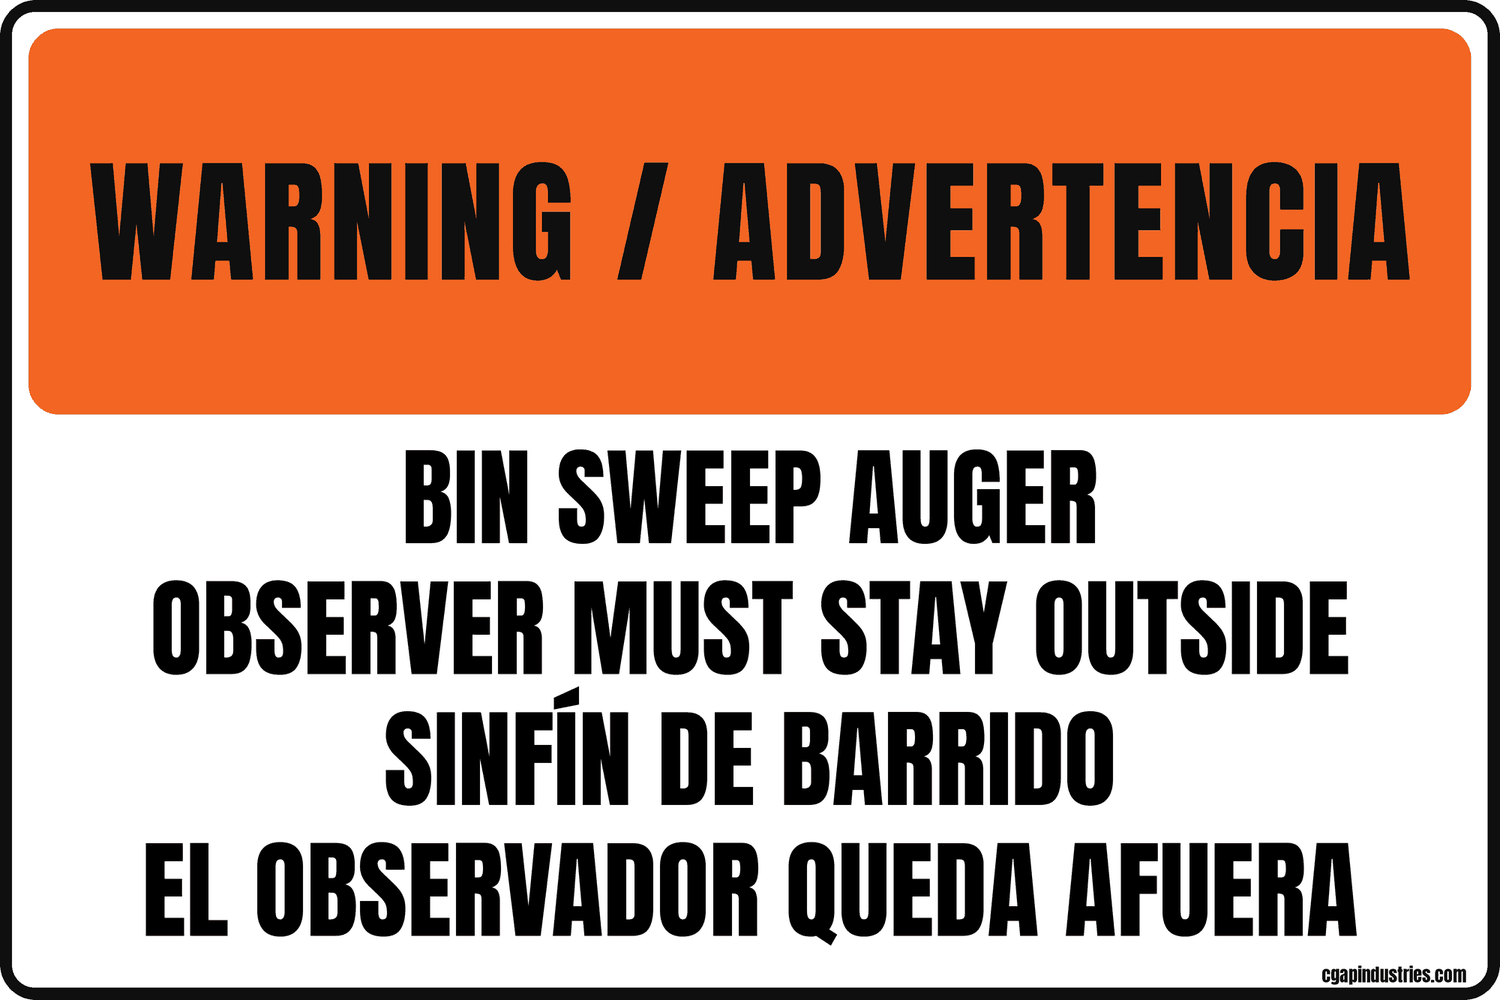 WARNING / ADVERTENCIA
BIN SWEEP AUGER
OBSERVER MUST STAY OUTSIDE
SINFÍN DE BARRIDO
EL OBSERVADOR QUEDA AFUERA
cgapindustries.com